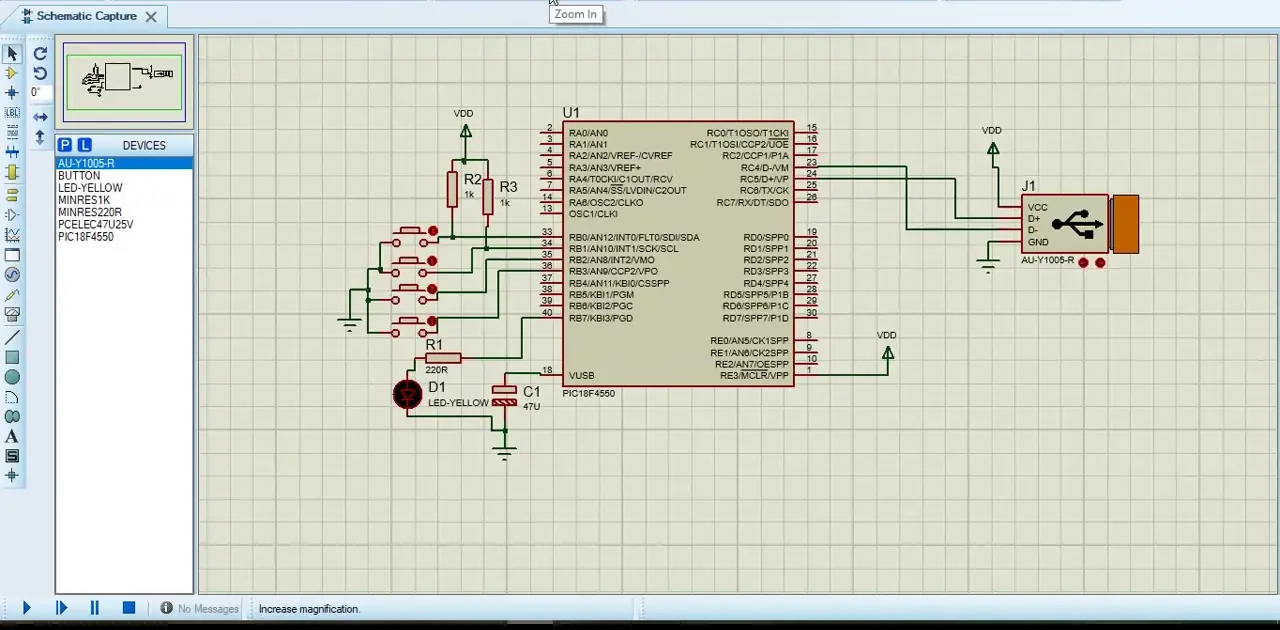 Schematic Capture
Zoom In
0°
LBL
P L DEVICES
AU-Y1005-R
BUTTON
LED-YELLOW
MINRES1K
MINRES220R
PCELEC47U25V
PIC18F4550
A
S
VDD
R2
1k
R3
1k
U1
2 RA0/AN0
3 RA1/AN1
4 RA2/AN2/VREF-/CVREF
5 RA3/AN3/VREF+
6 RA4/T0CKI/C1OUT/RCV
7 RA5/AN4/SS/LVDIN/C2OUT
14 RA6/OSC2/CLKO
13 OSC1/CLKI
33 RB0/AN12/INT0/FLT0/SDI/SDA
34 RB1/AN10/INT1/SCK/SCL
35 RB2/AN8/INT2/VMO
36 RB3/AN9/CCP2/VPO
37 RB4/AN11/KBI0/CSSPP
38 RB5/KBI1/PGM
39 RB6/KBI2/PGC
40 RB7/KBI3/PGD
18 VUSB
RC0/T1OSO/T1CKI 15
RC1/T1OSI/CCP2/UOE 16
RC2/CCP1/P1A 17
RC4/D-/VM 23
RC5/D+/VP 24
RC6/TX/CK 25
RC7/RX/DT/SDO 26
RD0/SPP0 19
RD1/SPP1 20
RD2/SPP2 21
RD3/SPP3 22
RD4/SPP4 27
RD5/SPP5/P1B 28
RD6/SPP6/P1C 29
RD7/SPP7/P1D 30
RE0/AN5/CK1SPP 8
RE1/AN6/CK2SPP 9
RE2/AN7/OESPP 10
RE3/MCLR/VPP 1
PIC18F4550
R1
220R
D1
LED-YELLOW
C1
47U
VDD
VDD
J1
VCC
D+
D-
GND
AU-Y1005-R
No Messages
Increase magnification.